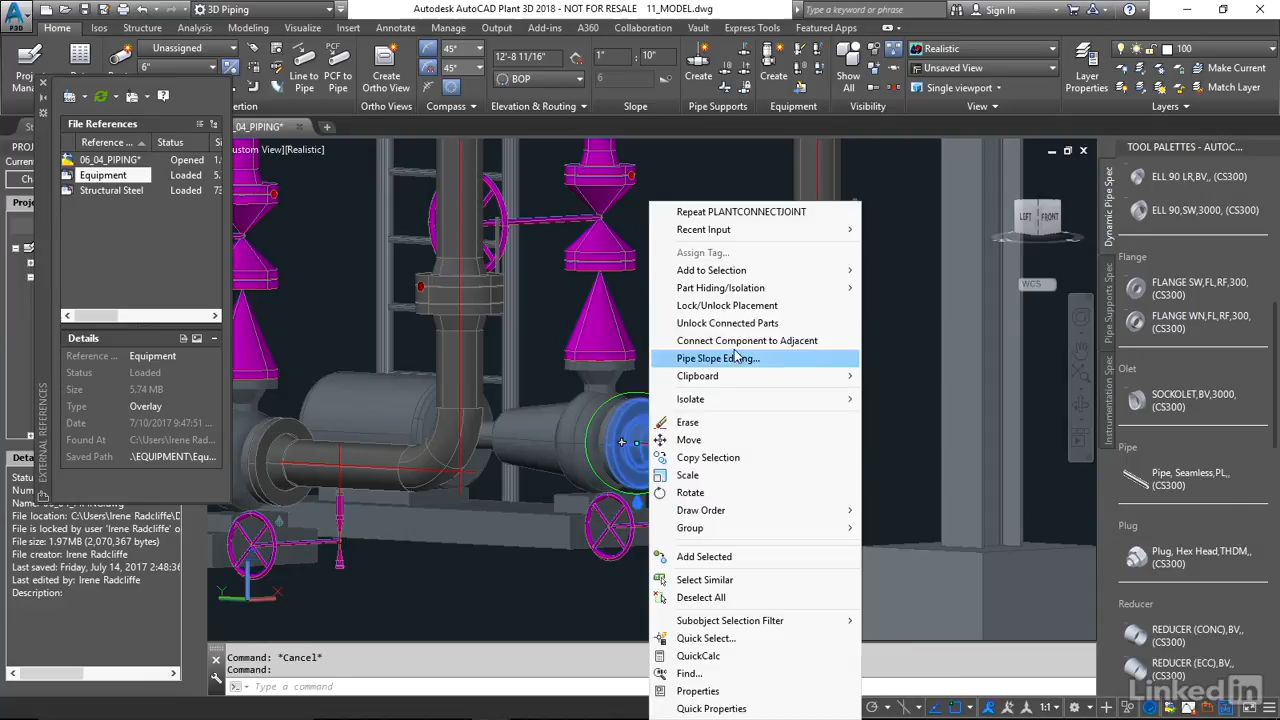 3D Piping
Autodesk AutoCAD Plant 3D 2018 - NOT FOR RESALE 11_MODEL.dwg
Type a keyword or phrase
Sign In
P3D
Home Isos Structure Analysis Modeling Visualize Insert Annotate Manage Output Add-ins A360 Collaboration Vault Express Tools Featured Apps
Unassigned
6"
Line to
Pipe
PCF to
Pipe
Create
Ortho View
Ortho Views
45°
45°
Compass
12'-8 11/16"
BOP
Elevation & Routing
1" : 10"
6
Slope
Create
Pipe Supports
Create
Equipment
Show
All
Visibility
Realistic
Unsaved View
Single viewport
View
Layer
Properties
100
Make Current
Match Layer
Layers
_04_PIPING*
ustom View][Realistic]
File References
Reference ... Status
06_04_PIPING* Opened
Equipment Loaded
Structural Steel Loaded
Details
Reference ... Equipment
Status Loaded
Size 5.74 MB
Type Overlay
Date 7/10/2017 9:47:51
Found At C:\Users\Irene Rad...
Saved Path .\EQUIPMENT\Equ...
EXTERNAL REFERENCES
File location: C:\Users\Irene Radcliffe\D
File is locked by user 'Irene Radcliffe' o
File size: 1.97MB (2,070,367 bytes)
File creator: Irene Radcliffe
Last saved: Friday, July 14, 2017 2:48:36
Last edited by: Irene Radcliffe
Description:
Repeat PLANTCONNECTJOINT
Recent Input
Assign Tag...
Add to Selection
Part Hiding/Isolation
Lock/Unlock Placement
Unlock Connected Parts
Connect Component to Adjacent
Pipe Slope Editing...
Clipboard
Isolate
Erase
Move
Copy Selection
Scale
Rotate
Draw Order
Group
Add Selected
Select Similar
Deselect All
Subobject Selection Filter
Quick Select...
QuickCalc
Find...
Properties
Quick Properties
LEFT FRONT
WCS
Y X
Command: *Cancel*
Command:
Type a command
TOOL PALETTES - AUTOC...
Dynamic Pipe Spec
Pipe Supports Spec
Instrumentation Spec
ELL 90 LR,BV,, (CS300)
ELL 90,SW,3000, (CS300)
Flange
FLANGE SW,FL,RF,300,
(CS300)
FLANGE WN,FL,RF,300,
(CS300)
Olet
SOCKOLET,BV,3000,
(CS300)
Pipe
Pipe, Seamless,PL,,
(CS300)
Plug
Plug, Hex Head,THDM,,
(CS300)
Reducer
REDUCER (CONC),BV,,
(CS300)
REDUCER (ECC),BV,,
(CS300)
1:1
LinkedIn